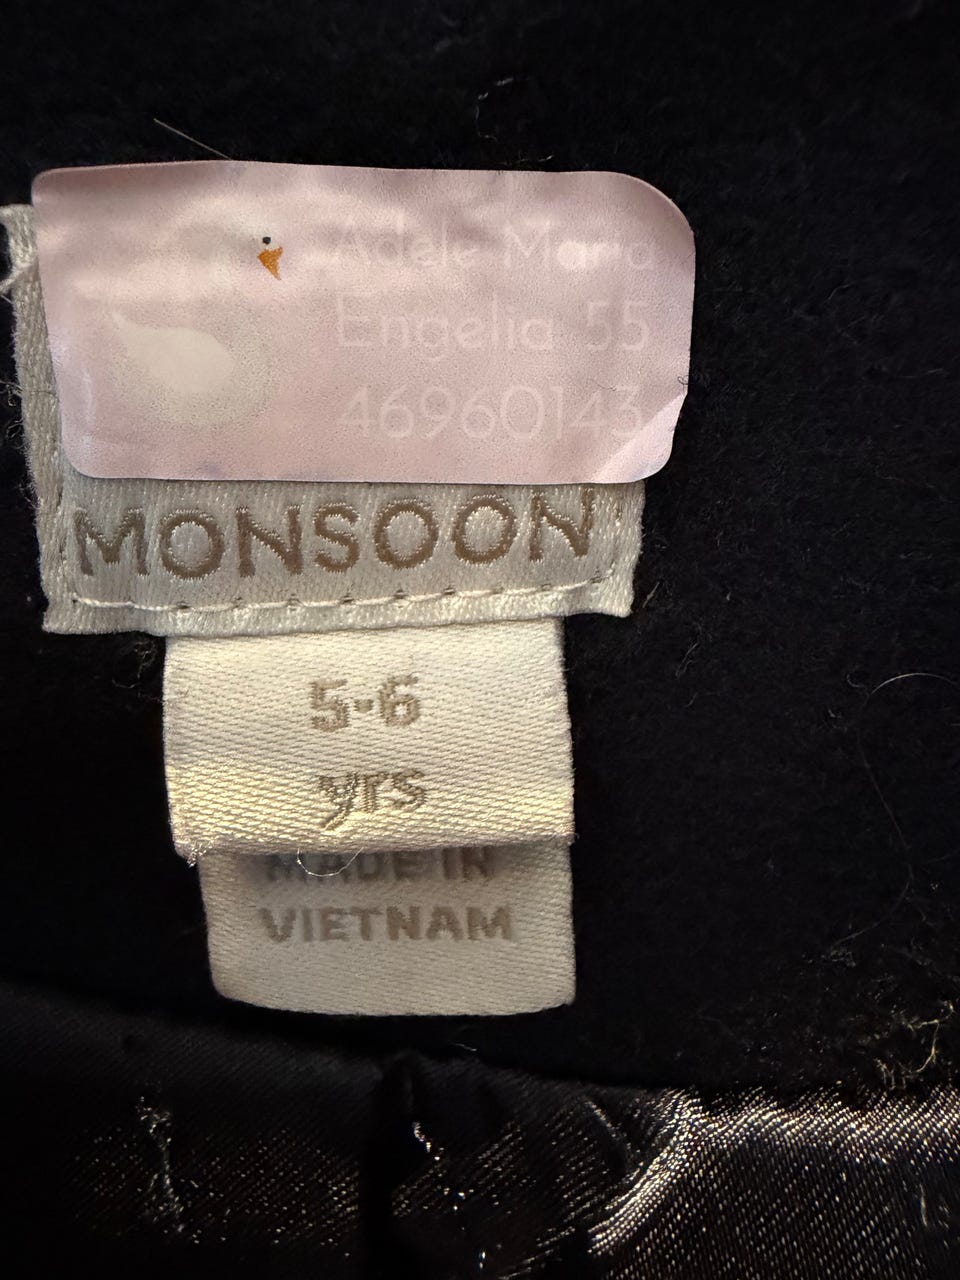 Adele Maria
Engelia 55
46960143
MONSOON
5-6
yrs
MADE IN
VIETNAM